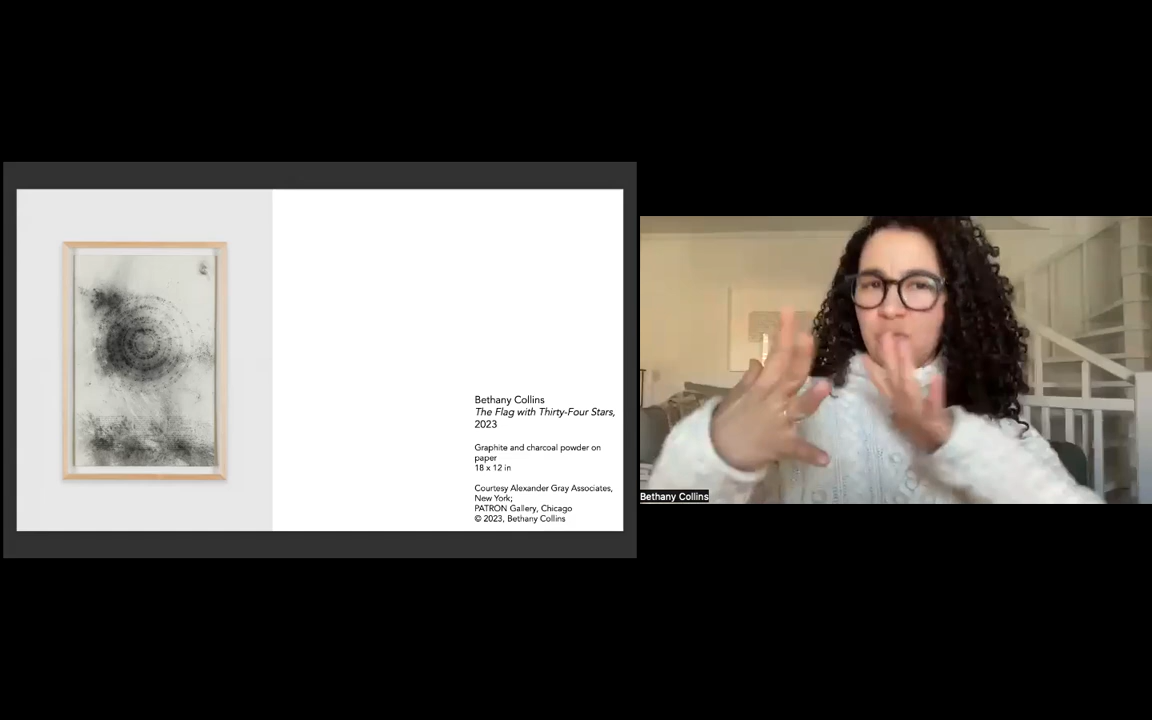 Bethany Collins
The Flag with Thirty-Four Stars,
2023
Graphite and charcoal powder on
paper
18 x 12 in
Courtesy Alexander Gray Associates,
New York;
PATRON Gallery, Chicago
© 2023, Bethany Collins
Bethany Collins